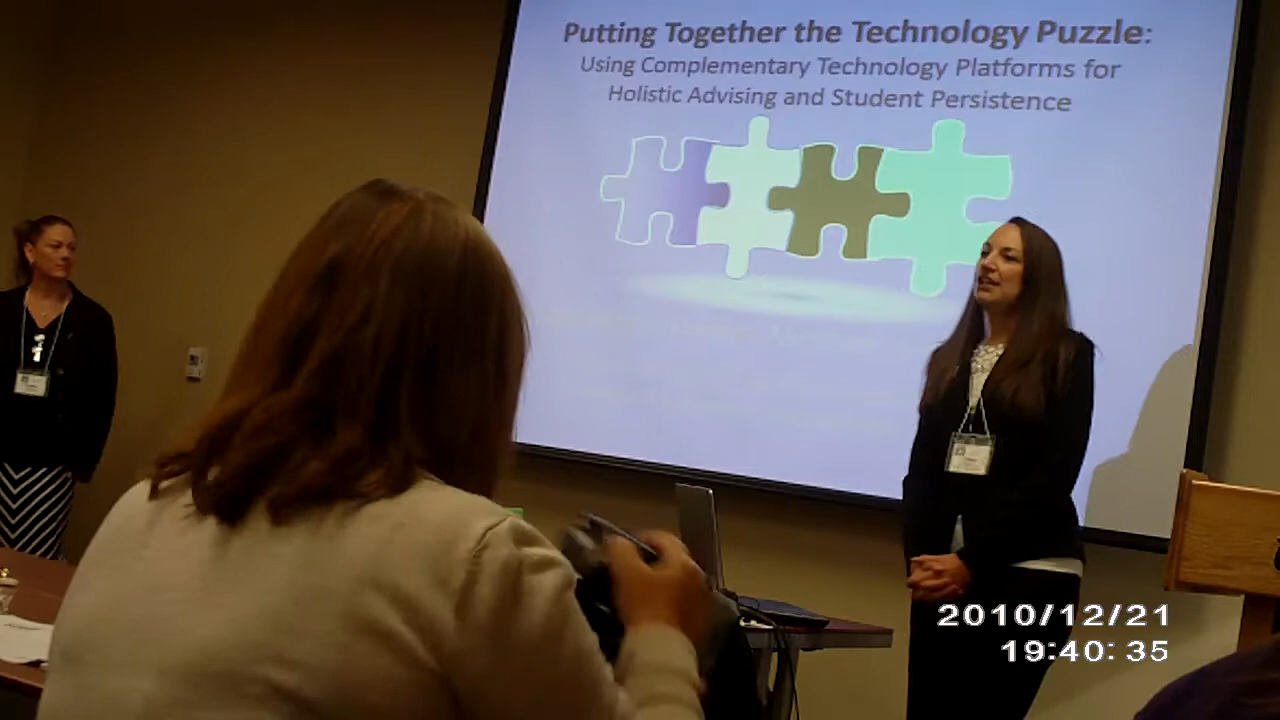 Putting Together the Technology Puzzle:
Using Complementary Technology Platforms for
Holistic Advising and Student Persistence
2010/12/21
19:40:35